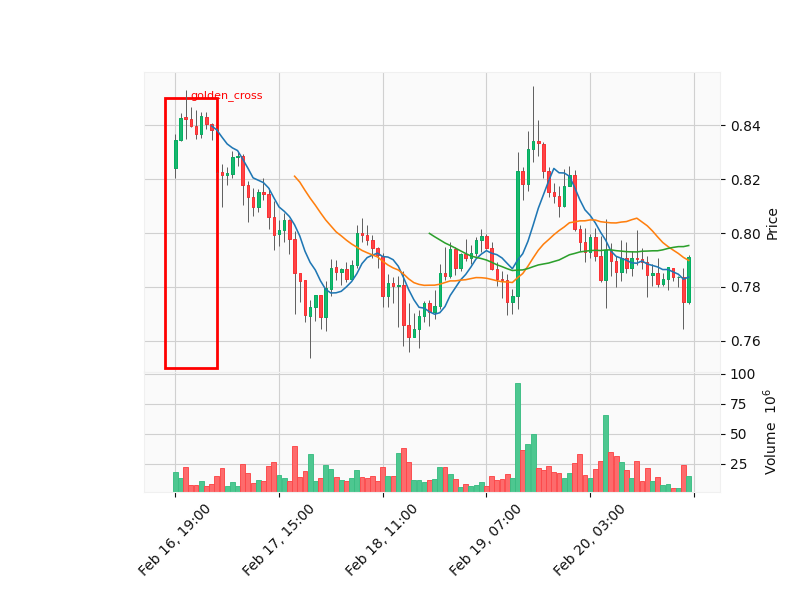 golden_cross
0.84
0.82
0.80
0.78
0.76
Price
100
75
50
25
Volume 10⁶
Feb 16, 19:00
Feb 17, 15:00
Feb 18, 11:00
Feb 19, 07:00
Feb 20, 03:00